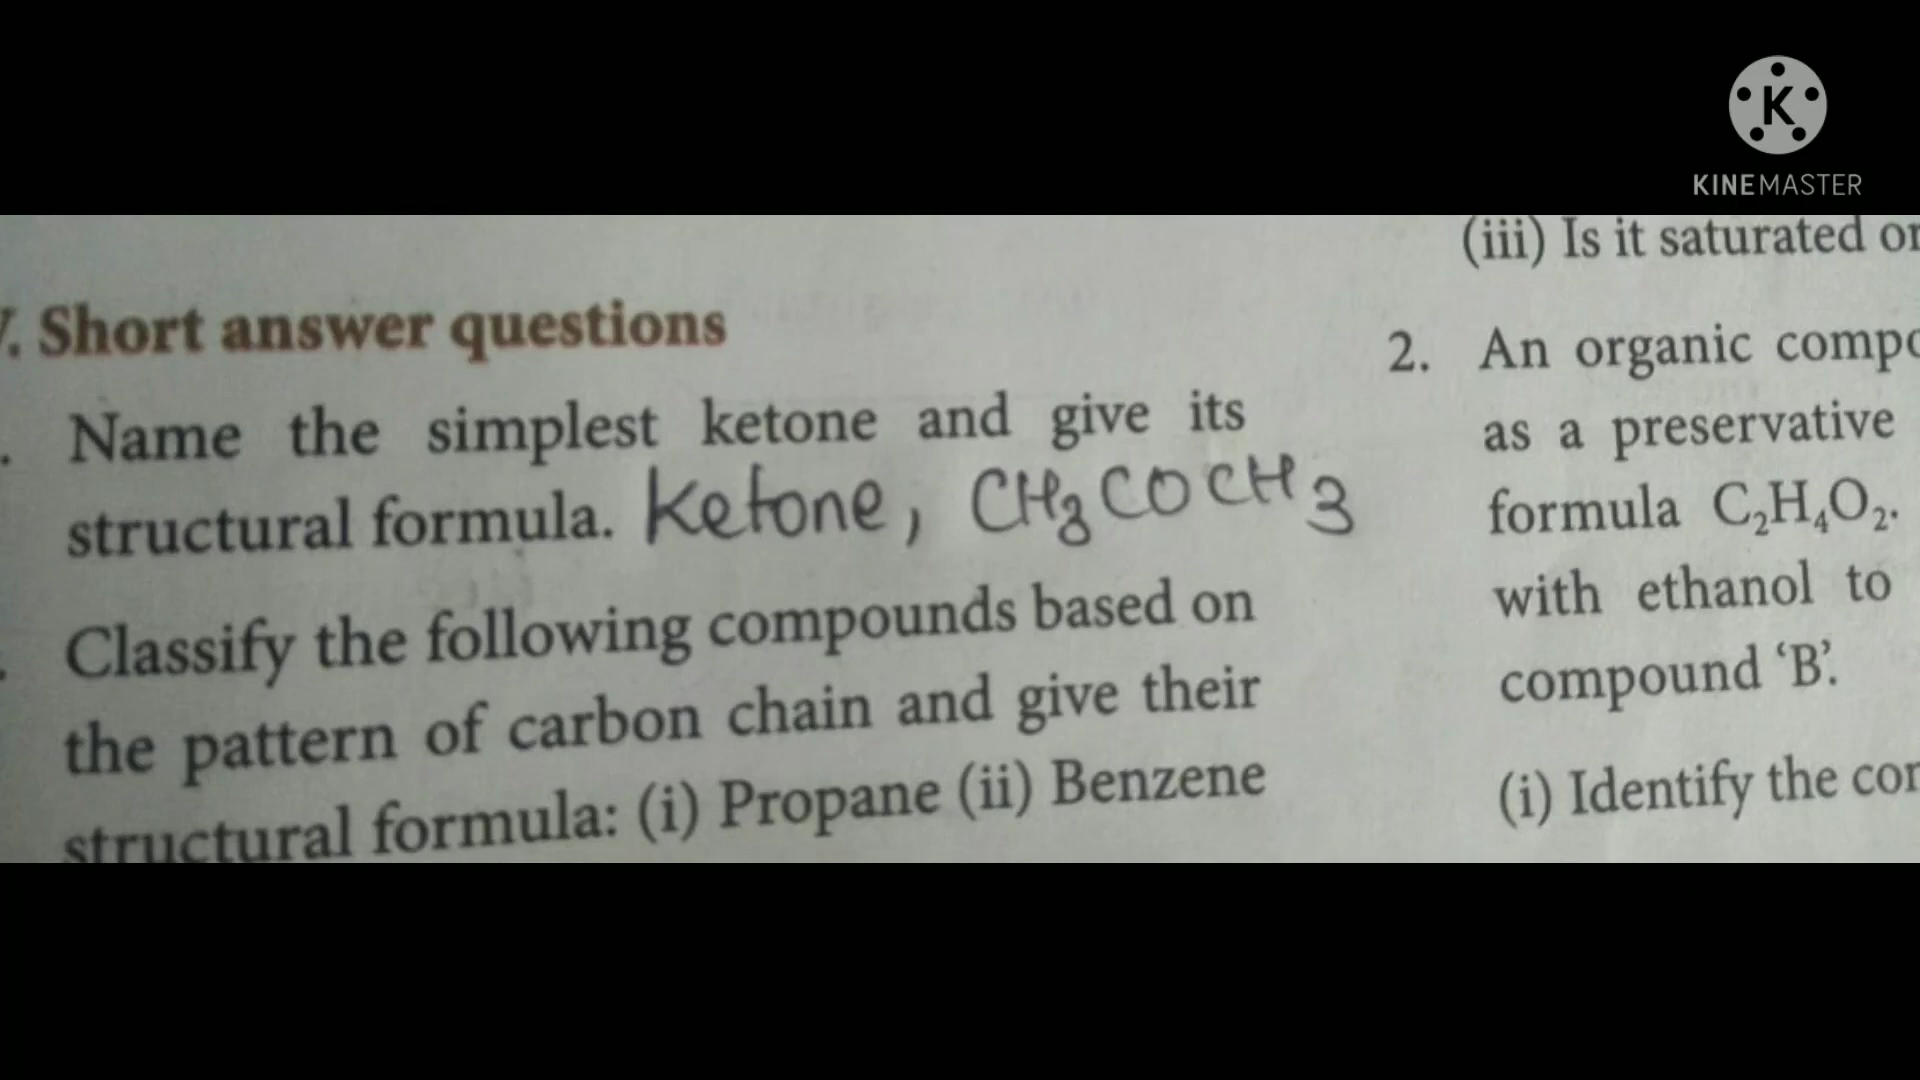 K
KINEMASTER
. Short answer questions
. Name the simplest ketone and give its
structural formula. Ketone, CH3COCH3
. Classify the following compounds based on
the pattern of carbon chain and give their
structural formula: (i) Propane (ii) Benzene
(iii) Is it saturated or
2. An organic
as a preservative
formula C₂H₄O₂.
with ethanol to
compound ‘B’.
(i) Identify the